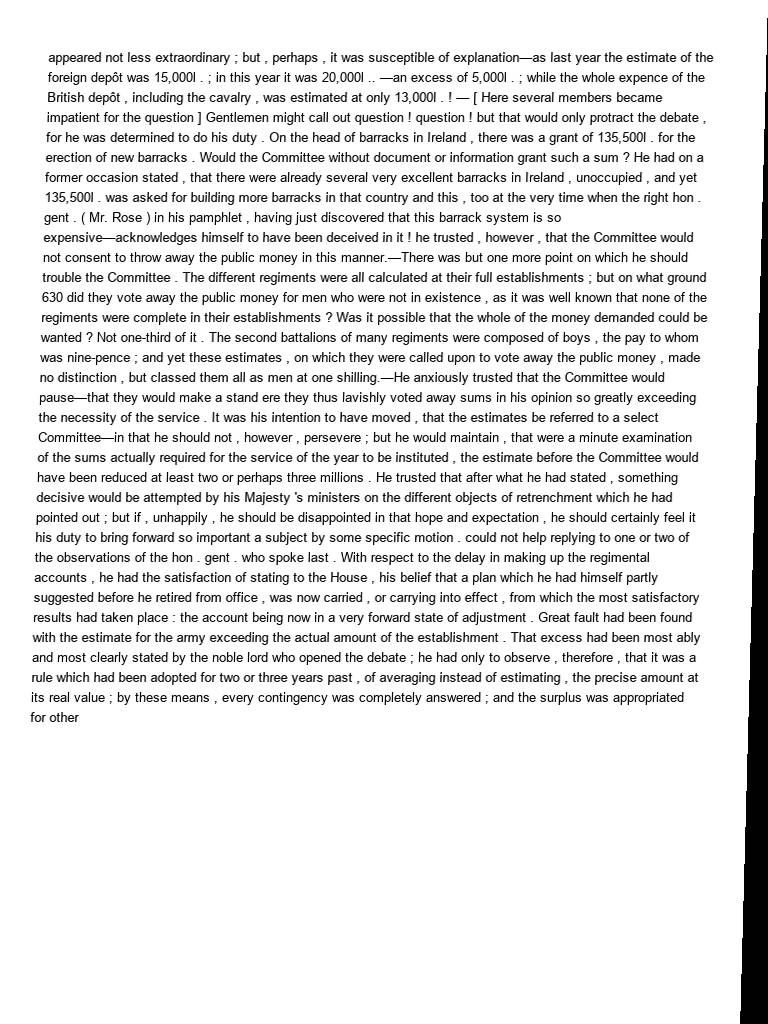 appeared not less extraordinary ; but , perhaps , it was susceptible of explanation—as last year the estimate of the
foreign depôt was 15,000l . ; in this year it was 20,000l .. —an excess of 5,000l . ; while the whole expence of the
British depôt , including the cavalry , was estimated at only 13,000l . ! — [ Here several members became
impatient for the question ] Gentlemen might call out question ! question ! but that would only protract the debate ,
for he was determined to do his duty . On the head of barracks in Ireland , there was a grant of 135,500l . for the
erection of new barracks . Would the Committee without document or information grant such a sum ? He had on a
former occasion stated , that there were already several very excellent barracks in Ireland , unoccupied , and yet
135,500l . was asked for building more barracks in that country and this , too at the very time when the right hon .
gent . ( Mr. Rose ) in his pamphlet , having just discovered that this barrack system is so
expensive—acknowledges himself to have been deceived in it ! he trusted , however , that the Committee would
not consent to throw away the public money in this manner.—There was but one more point on which he should
trouble the Committee . The different regiments were all calculated at their full establishments ; but on what ground
630 did they vote away the public money for men who were not in existence , as it was well known that none of the
regiments were complete in their establishments ? Was it possible that the whole of the money demanded could be
wanted ? Not one-third of it . The second battalions of many regiments were composed of boys , the pay to whom
was nine-pence ; and yet these estimates , on which they were called upon to vote away the public money , made
no distinction , but classed them all as men at one shilling.—He anxiously trusted that the Committee would
pause—that they would make a stand ere they thus lavishly voted away sums in his opinion so greatly exceeding
the necessity of the service . It was his intention to have moved , that the estimates be referred to a select
Committee—in that he should not , however , persevere ; but he would maintain , that were a minute examination
of the sums actually required for the service of the year to be instituted , the estimate before the Committee would
have been reduced at least two or perhaps three millions . He trusted that after what he had stated , something
decisive would be attempted by his Majesty 's ministers on the different objects of retrenchment which he had
pointed out ; but if , unhappily , he should be disappointed in that hope and expectation , he should certainly feel it
his duty to bring forward so important a subject by some specific motion . could not help replying to one or two of
the observations of the hon . gent . who spoke last . With respect to the delay in making up the regimental
accounts , he had the satisfaction of stating to the House , his belief that a plan which he had himself partly
suggested before he retired from office , was now carried , or carrying into effect , from which the most satisfactory
results had taken place : the account being now in a very forward state of adjustment . Great fault had been found
with the estimate for the army exceeding the actual amount of the establishment . That excess had been most ably
and most clearly stated by the noble lord who opened the debate ; he had only to observe , therefore , that it was a
rule which had been adopted for two or three years past , of averaging instead of estimating , the precise amount at
its real value ; by these means , every contingency was completely answered ; and the surplus was appropriated
for other